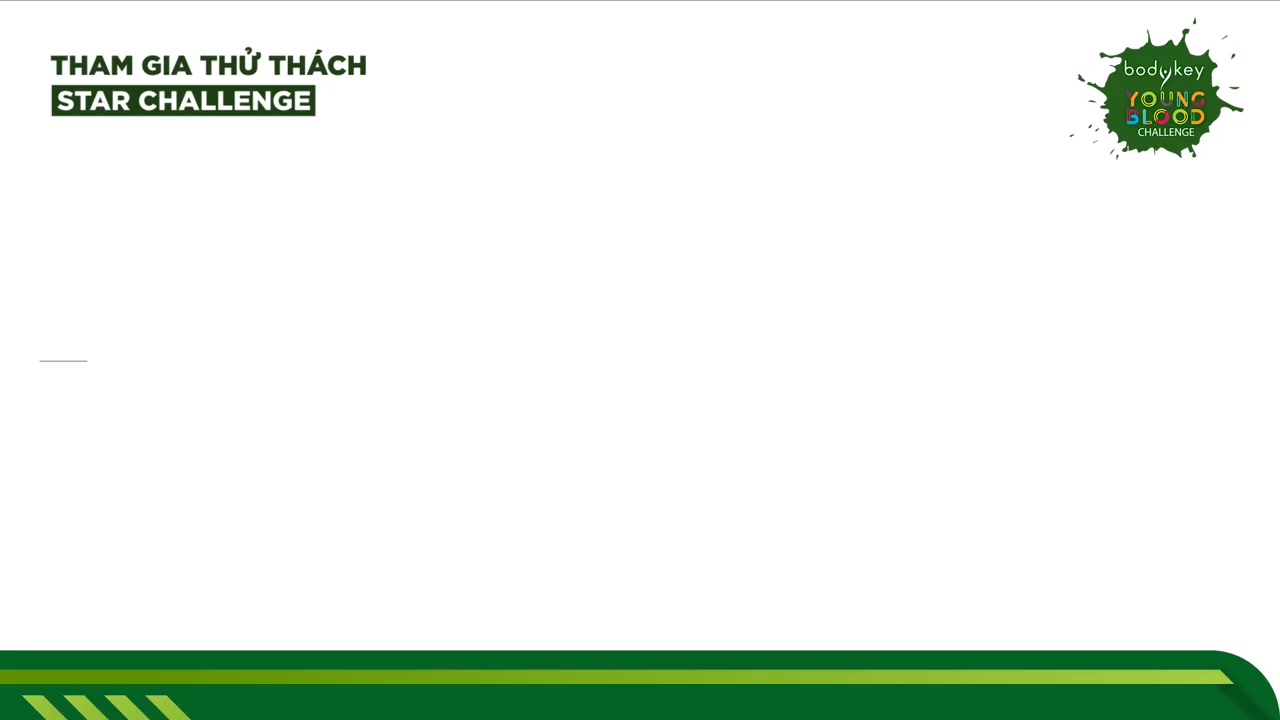 THAM GIA THỬ THÁCH
STAR CHALLENGE
bodykey
YOUNG
BLOOD
CHALLENGE